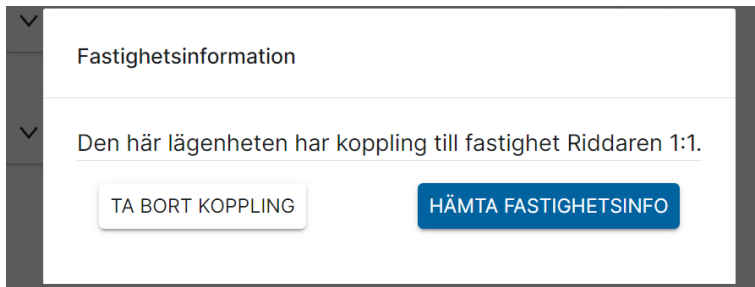 Fastighetsinformation
Den här lägenheten har koppling till fastighet Riddaren 1:1.
TA BORT KOPPLING
HÄMTA FASTIGHETSINFO